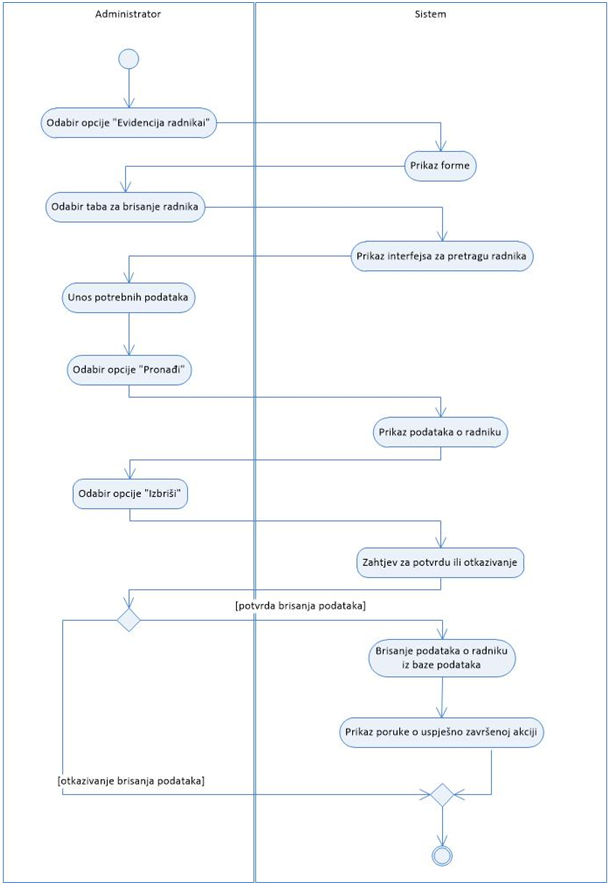 Administrator
Sistem
Odabir opcije "Evidencija radnikai"
Prikaz forme
Odabir taba za brisanje radnika
Prikaz interfejsa za pretragu radnika
Unos potrebnih podataka
Odabir opcije "Pronađi"
Prikaz podataka o radniku
Odabir opcije "Izbriši"
Zahtjev za potvrdu ili otkazivanje
[potvrda brisanja podataka]
Brisanje podataka o radniku
iz baze podataka
Prikaz poruke o uspješno završenoj akciji
[otkazivanje brisanja podataka]